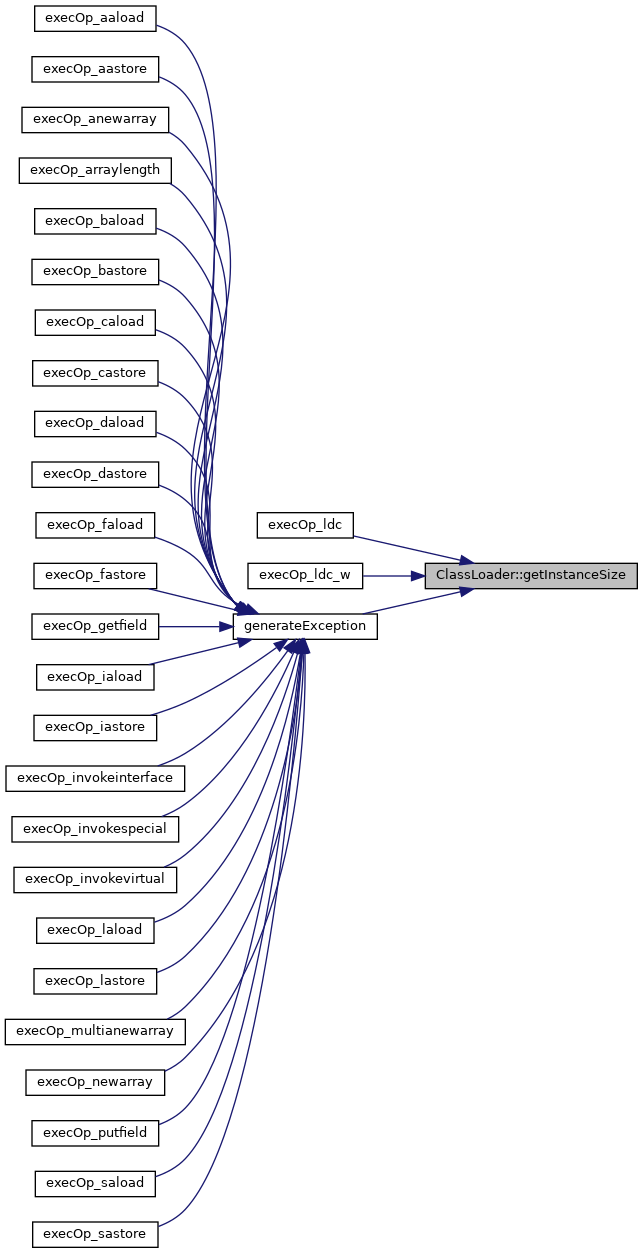 execOp_aaload
execOp_aastore
execOp_anewarray
execOp_arraylength
execOp_baload
execOp_bastore
execOp_caload
execOp_castore
execOp_daload
execOp_dastore
execOp_faload
execOp_fastore
execOp_getfield
execOp_iaload
execOp_iastore
execOp_invokeinterface
execOp_invokespecial
execOp_invokevirtual
execOp_laload
execOp_lastore
execOp_multianewarray
execOp_newarray
execOp_putfield
execOp_saload
execOp_sastore
execOp_ldc
execOp_ldc_w
generateException
ClassLoader::getInstanceSize